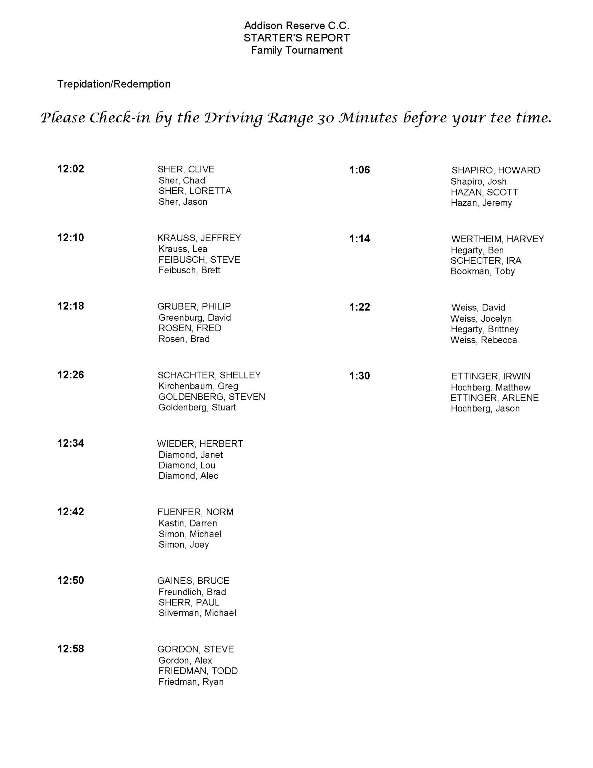 Addison Reserve C.C.
STARTER'S REPORT
Family Tournament
Trepidation/Redemption
Please Check-in by the Driving Range 30 Minutes before your tee time.
12:02
SHER, CLIVE
Sher, Chad
SHER, LORETTA
Sher, Jason
12:10
KRAUSS, JEFFREY
Krauss, Lea
FEIBUSCH, STEVE
Feibusch, Brett
12:18
GRUBER, PHILIP
Greenburg, David
ROSEN, FRED
Rosen, Brad
12:26
SCHACHTER, SHELLEY
Kirchenbaum, Greg
GOLDENBERG, STEVEN
Goldenberg, Stuart
12:34
WIEDER, HERBERT
Diamond, Janet
Diamond, Lou
Diamond, Alec
12:42
FUENFER, NORM
Kastin, Darren
Simon, Michael
Simon, Joey
12:50
GAINES, BRUCE
Freundlich, Brad
SHERR, PAUL
Silverman, Michael
12:58
GORDON, STEVE
Gordon, Alex
FRIEDMAN, TODD
Friedman, Ryan
1:06
SHAPIRO, HOWARD
Shapiro, Josh
HAZAN, SCOTT
Hazan, Jeremy
1:14
WERTHEIM, HARVEY
Hegarty, Ben
SCHECTER, IRA
Bookman, Toby
1:22
Weiss, David
Weiss, Jocelyn
Hegarty, Brittney
Weiss, Rebecca
1:30
ETTINGER, IRWIN
Hochberg, Matthew
ETTINGER, ARLENE
Hochberg, Jason